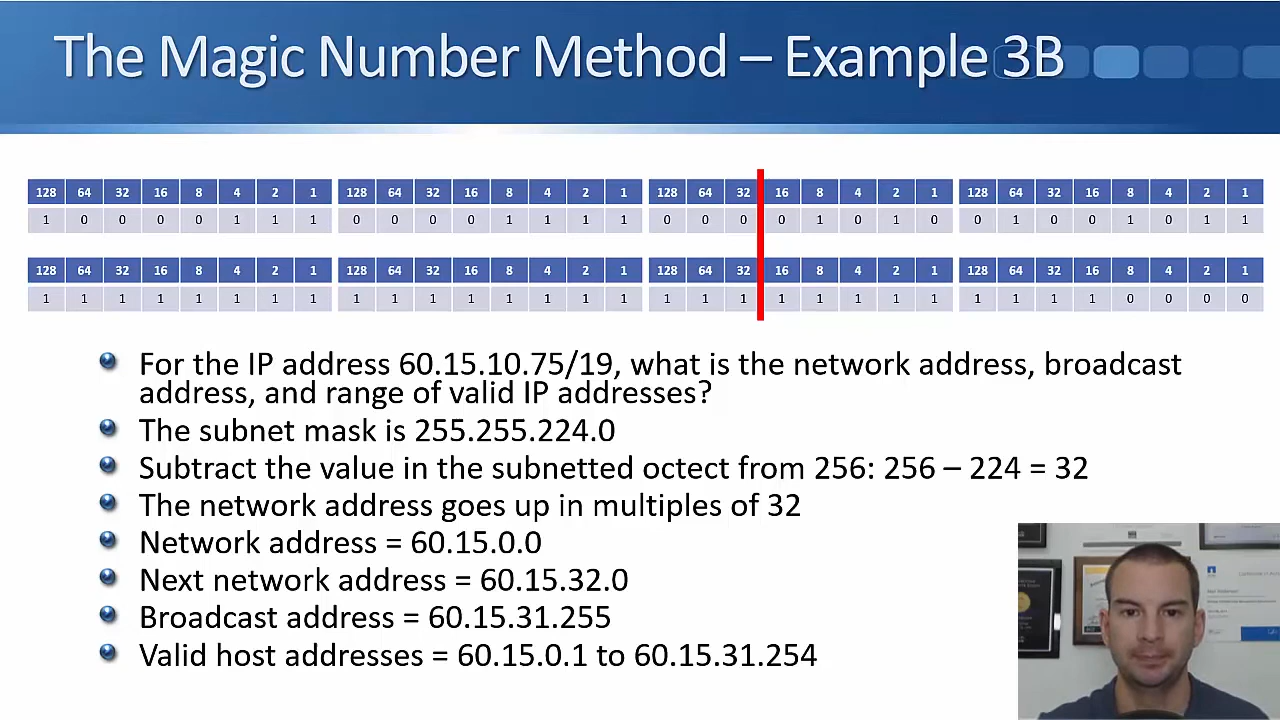 The Magic Number Method – Example 3B
128 64 32 16 8 4 2 1 128 64 32 16 8 4 2 1 128 64 32 16 8 4 2 1 128 64 32 16 8 4 2 1
1 0 0 0 0 1 1 1 0 0 0 0 1 1 1 1 0 0 0 0 1 0 1 0 0 1 0 0 1 0 1 1
128 64 32 16 8 4 2 1 128 64 32 16 8 4 2 1 128 64 32 16 8 4 2 1 128 64 32 16 8 4 2 1
1 1 1 1 1 1 1 1 1 1 1 1 1 1 1 1 1 1 1 1 1 1 1 1 1 1 1 1 0 0 0 0
For the IP address 60.15.10.75/19, what is the network address, broadcast
address, and range of valid IP addresses?
The subnet mask is 255.255.224.0
Subtract the value in the subnetted octect from 256: 256 – 224 = 32
The network address goes up in multiples of 32
Network address = 60.15.0.0
Next network address = 60.15.32.0
Broadcast address = 60.15.31.255
Valid host addresses = 60.15.0.1 to 60.15.31.254